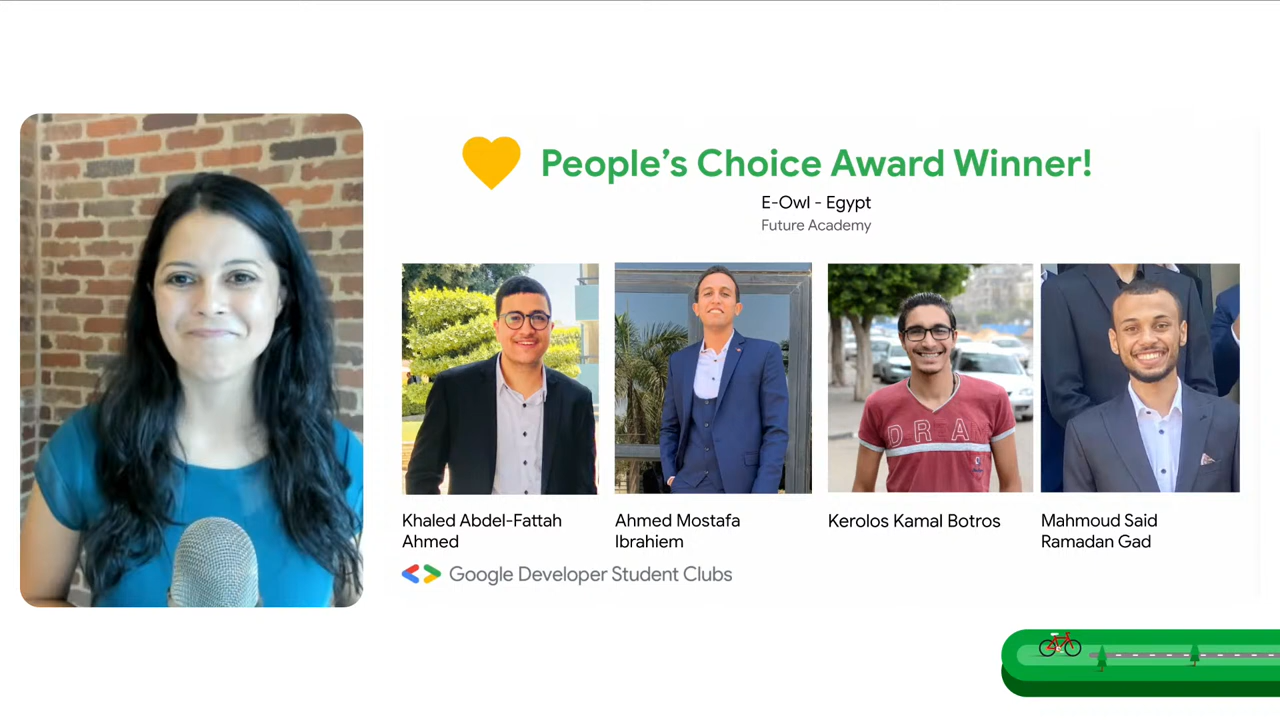 People’s Choice Award Winner!
E-Owl - Egypt
Future Academy
DRA
Khaled Abdel-Fattah
Ahmed
Ahmed Mostafa
Ibrahiem
Kerolos Kamal Botros
Mahmoud Said
Ramadan Gad
Google Developer Student Clubs